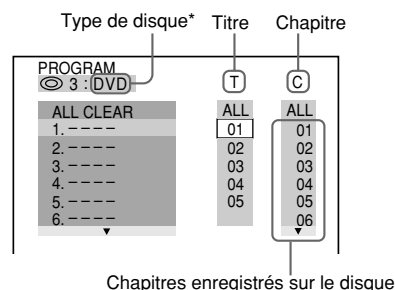 Type de disque* Titre Chapitre
PROGRAM
3 : DVD T C
ALL CLEAR ALL ALL
1. – – – – 01 01
2. – – – – 02 02
3. – – – – 03 03
4. – – – – 04 04
5. – – – – 05 05
6. – – – – 06
Chapitres enregistrés sur le disque